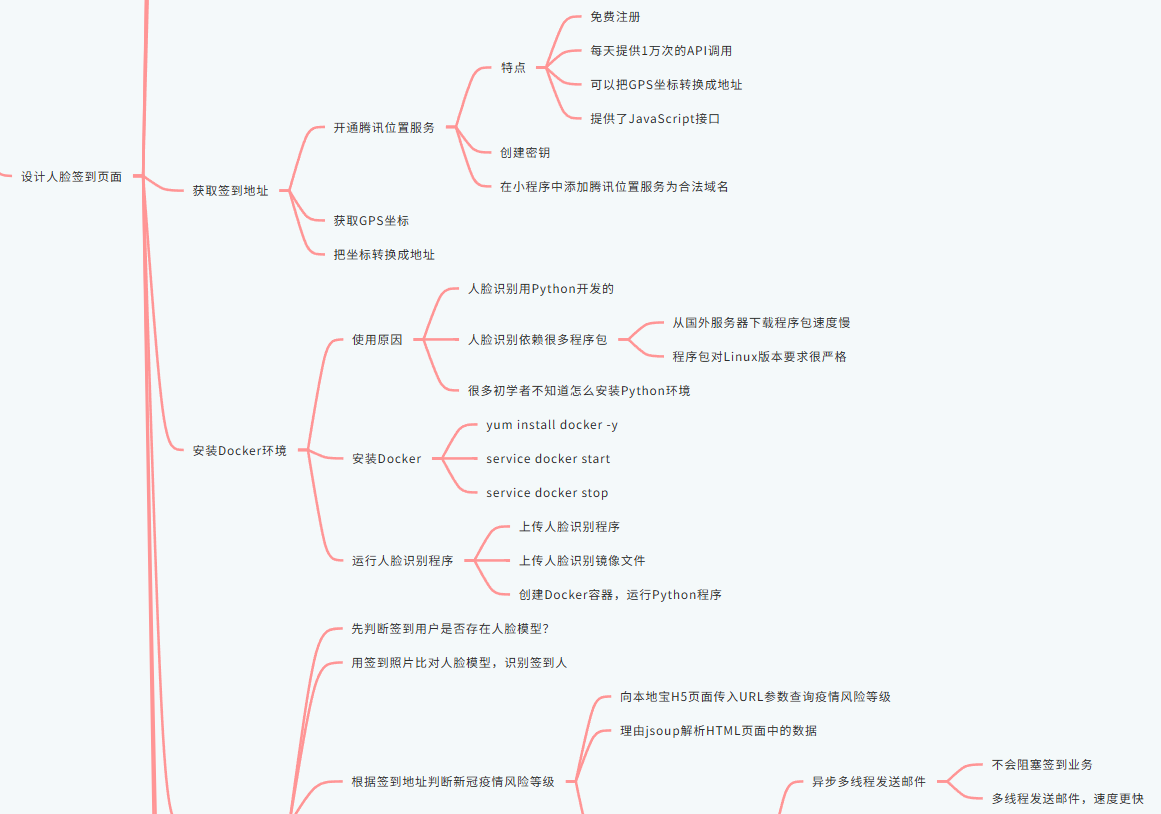 设计人脸签到页面
获取签到地址
开通腾讯位置服务
特点
免费注册
每天提供1万次的API调用
可以把GPS坐标转换成地址
提供了JavaScript接口
创建密钥
在小程序中添加腾讯位置服务为合法域名
获取GPS坐标
把坐标转换成地址
安装Docker环境
使用原因
人脸识别用Python开发的
人脸识别依赖很多程序包
从国外服务器下载程序包速度慢
程序包对Linux版本要求很严格
很多初学者不知道怎么安装Python环境
安装Docker
yum install docker -y
service docker start
service docker stop
运行人脸识别程序
上传人脸识别程序
上传人脸识别镜像文件
创建Docker容器，运行Python程序
先判断签到用户是否存在人脸模型？
用签到照片比对人脸模型，识别签到人
根据签到地址判断新冠疫情风险等级
向本地宝H5页面传入URL参数查询疫情风险等级
理由jsoup解析HTML页面中的数据
异步多线程发送邮件
不会阻塞签到业务
多线程发送邮件，速度更快